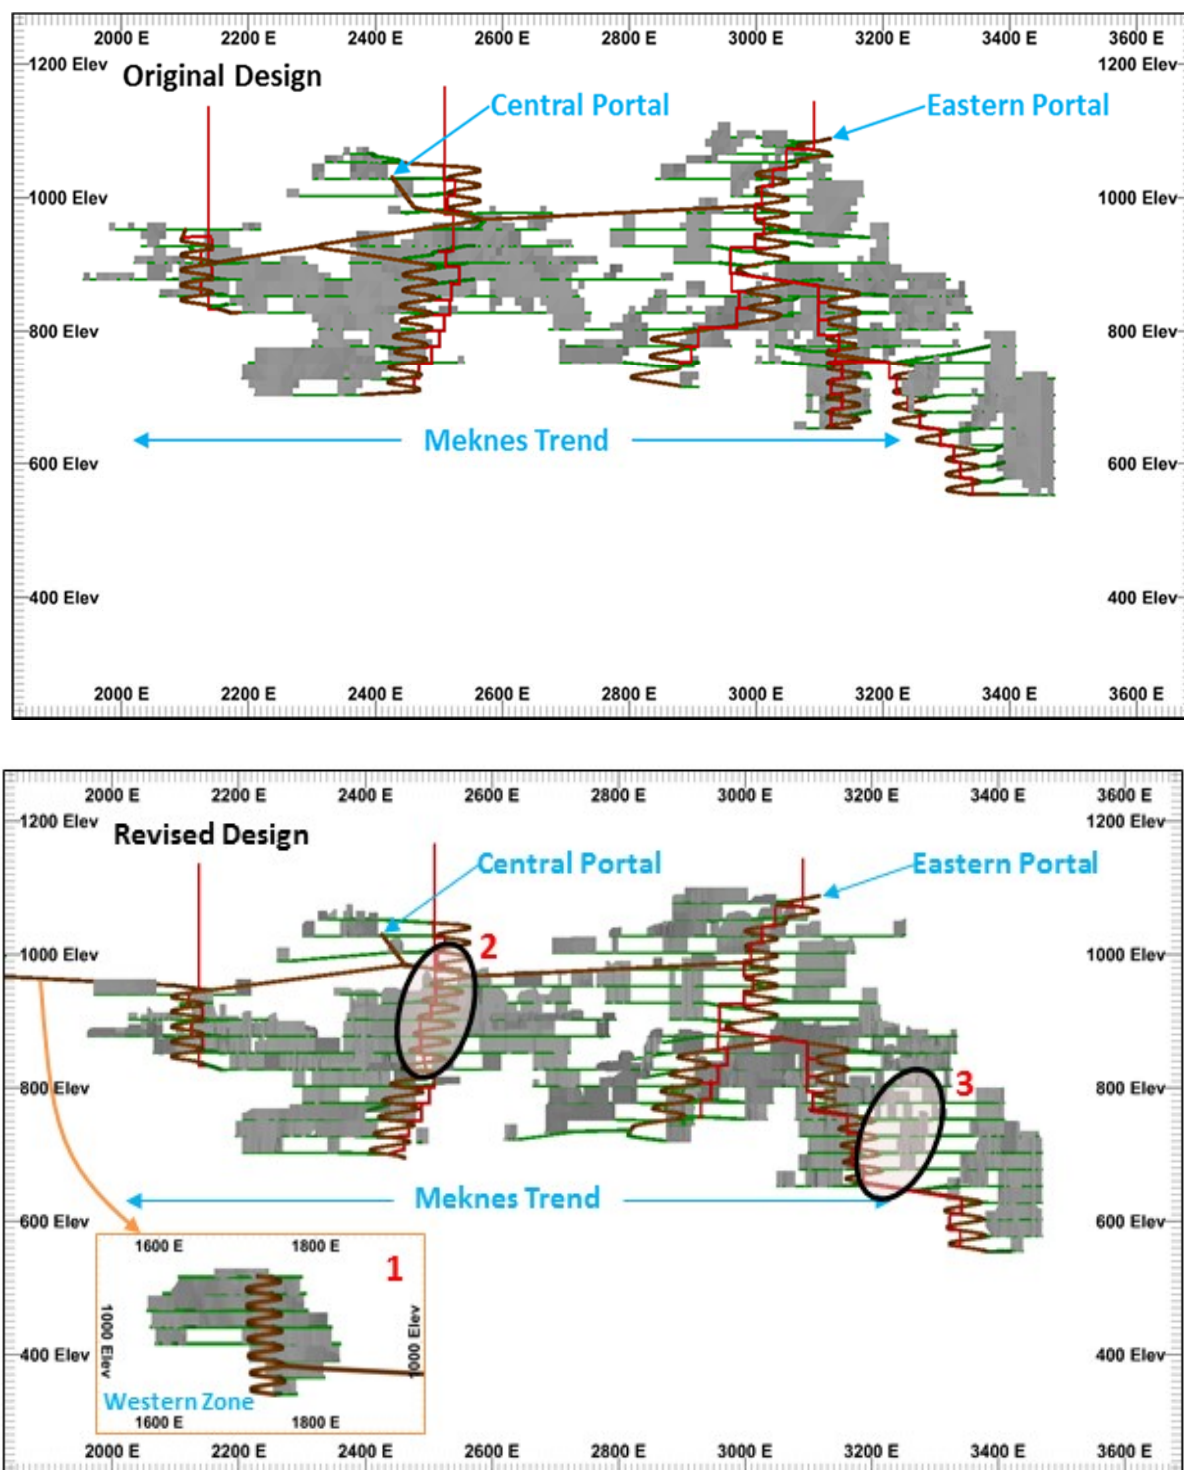 2000 E 2200 E 2400 E 2600 E 2800 E 3000 E 3200 E 3400 E 3600 E
1200 Elev 1200 Elev
Original Design
Central Portal Eastern Portal
1000 Elev 1000 Elev
800 Elev 800 Elev
Meknes Trend
600 Elev 600 Elev
400 Elev 400 Elev
2000 E 2200 E 2400 E 2600 E 2800 E 3000 E 3200 E 3400 E 3600 E
2000 E 2200 E 2400 E 2600 E 2800 E 3000 E 3200 E 3400 E 3600 E
1200 Elev 1200 Elev
Revised Design
Central Portal Eastern Portal
2
1000 Elev 1000 Elev
3
800 Elev 800 Elev
Meknes Trend
600 Elev 600 Elev
1600 E 1800 E
1
1000 Elev 1000 Elev
400 Elev 400 Elev
Western Zone
1600 E 1800 E
2000 E 2200 E 2400 E 2600 E 2800 E 3000 E 3200 E 3400 E 3600 E